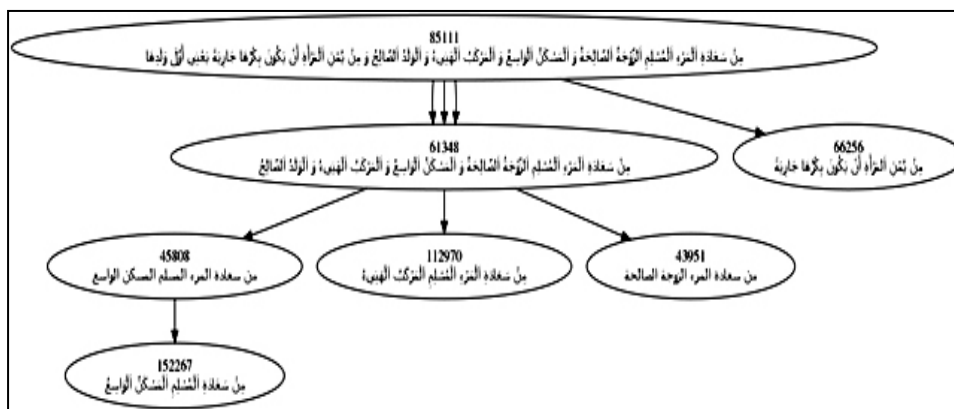 85111
مِنْ سَعَادَةِ الْمَرْءِ الْمُسْلِمِ الزَّوْجَةُ الصَّالِحَةُ وَ الْمَسْكَنُ الْوَاسِعُ وَ الْمَرْكَبُ الْهَنِيءُ وَ الْوَلَدُ الصَّالِحُ وَ مِنْ يُمْنِ الْمَرْأَةِ أَنْ يَكُونَ بِكْرُهَا جَارِيَةً يَعْنِي أَوَّلَ وَلَدِهَا
61348
مِنْ سَعَادَةِ الْمَرْءِ الْمُسْلِمِ الزَّوْجَةُ الصَّالِحَةُ وَ الْمَسْكَنُ الْوَاسِعُ وَ الْمَرْكَبُ الْهَنِيءُ وَ الْوَلَدُ الصَّالِحُ
66256
مِنْ يُمْنِ الْمَرْأَةِ أَنْ يَكُونَ بِكْرُهَا جَارِيَةً
45808
من سعادة المرء المسلم المسكن الواسع
112970
مِنْ سَعَادَةِ الْمَرْءِ الْمُسْلِمِ الْمَرْكَبُ الْهَنِيءُ
43951
من سعادة المرء الزوجة الصالحة
152267
مِنْ سَعَادَةِ الْمُسْلِمِ الْمَسْكَنُ الْوَاسِعُ